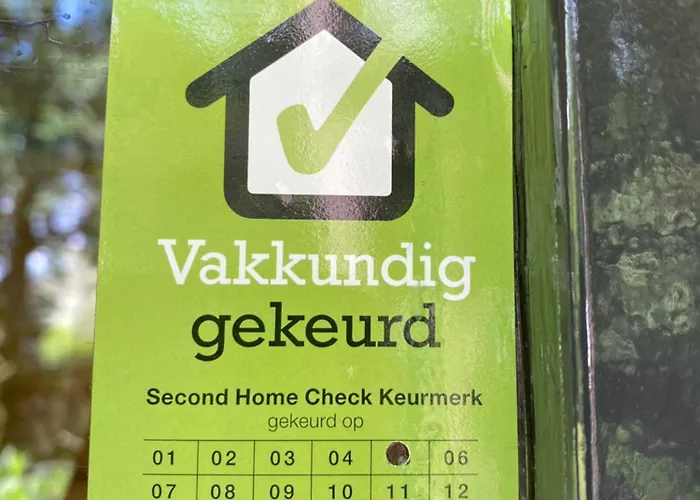 Vakkundig
gekeurd
Second Home Check Keurmerk
gekeurd op
01 02 03 04 06
07 08 09 10 11 12